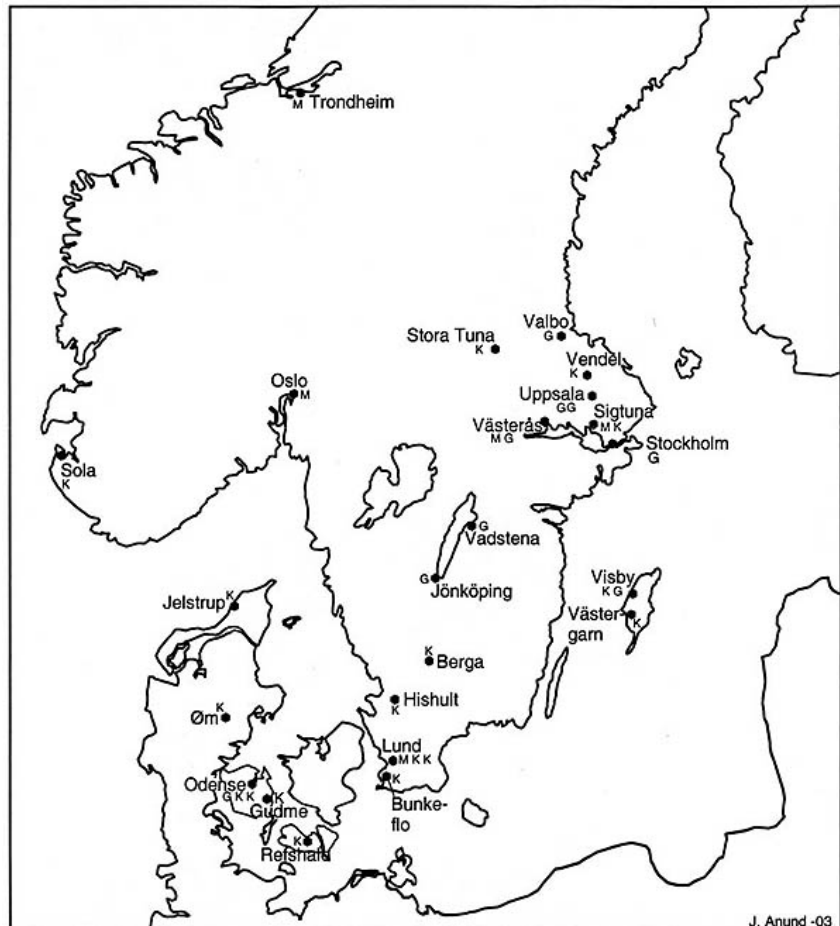 M Trondheim
Valbo
G
Stora Tuna
K
Vendel
K
Oslo
M
Uppsala
GG
Sigtuna
M K
Västerås
M G
Stockholm
G
Sola
K
G
Vadstena
G
Jönköping
Visby
K G
Väster-
garn
K
Jelstrup K
K
Berga
Hishult
K
K
Øm
Lund
M K K
K
Bunke-
flo
Odense
G K K
K
Gudme
K
Refshale
J. Anund -03